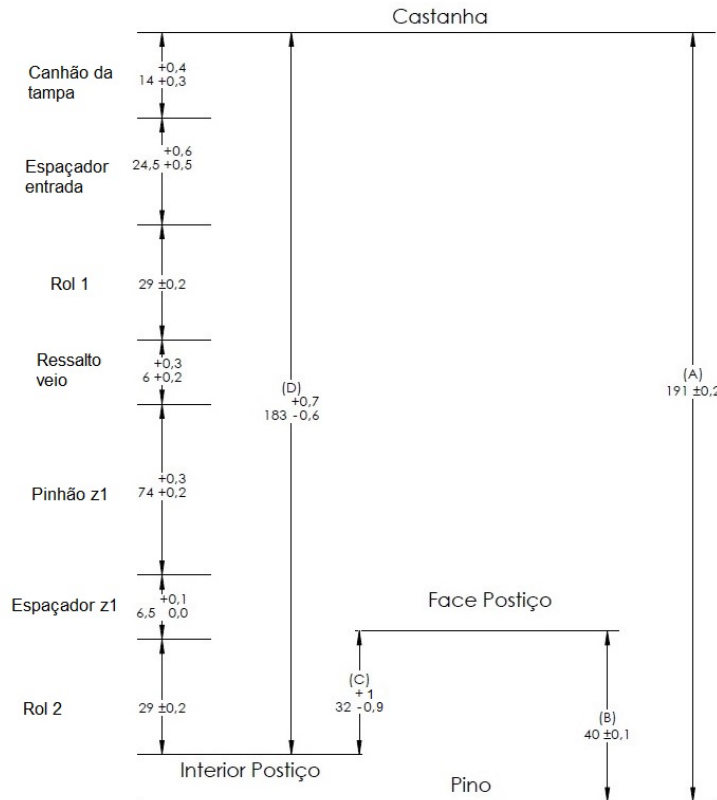 Castanha
Canhão da
tampa
+0,4
14 +0,3
Espaçador
entrada
+0,6
24,5 +0,5
Rol 1
29 ±0,2
Ressalto
veio
+0,3
6 +0,2
(D)
+0,7
183 -0,6
(A)
191 ±0,2
Pinhão z1
+0,3
74 +0,2
Espaçador z1
+0,1
6,5 0,0
Face Postiço
Rol 2
29 ±0,2
(C)
+ 1
32 -0,9
(B)
40 ±0,1
Interior Postiço
Pino